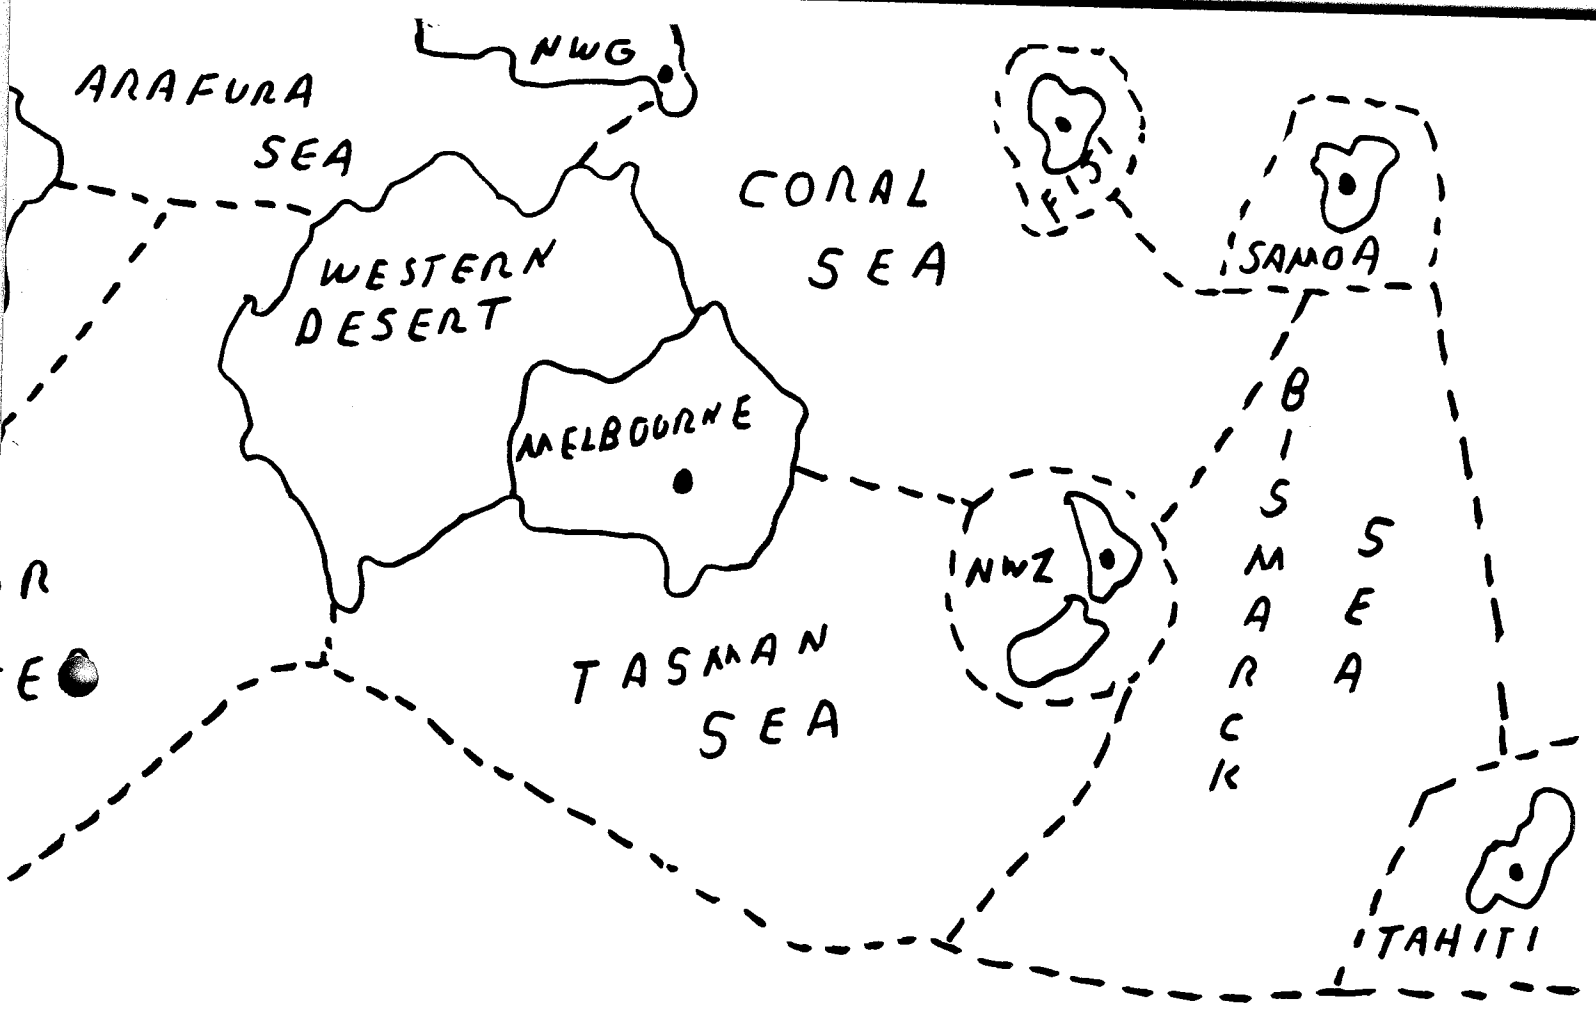 NWG
ARAFURA
SEA
CORAL
SEA
FIJI
SAMOA
WESTERN
DESERT
MELBOURNE
NWZ
BISMARCK
SEA
R
E
TASMAN
SEA
TAHITI